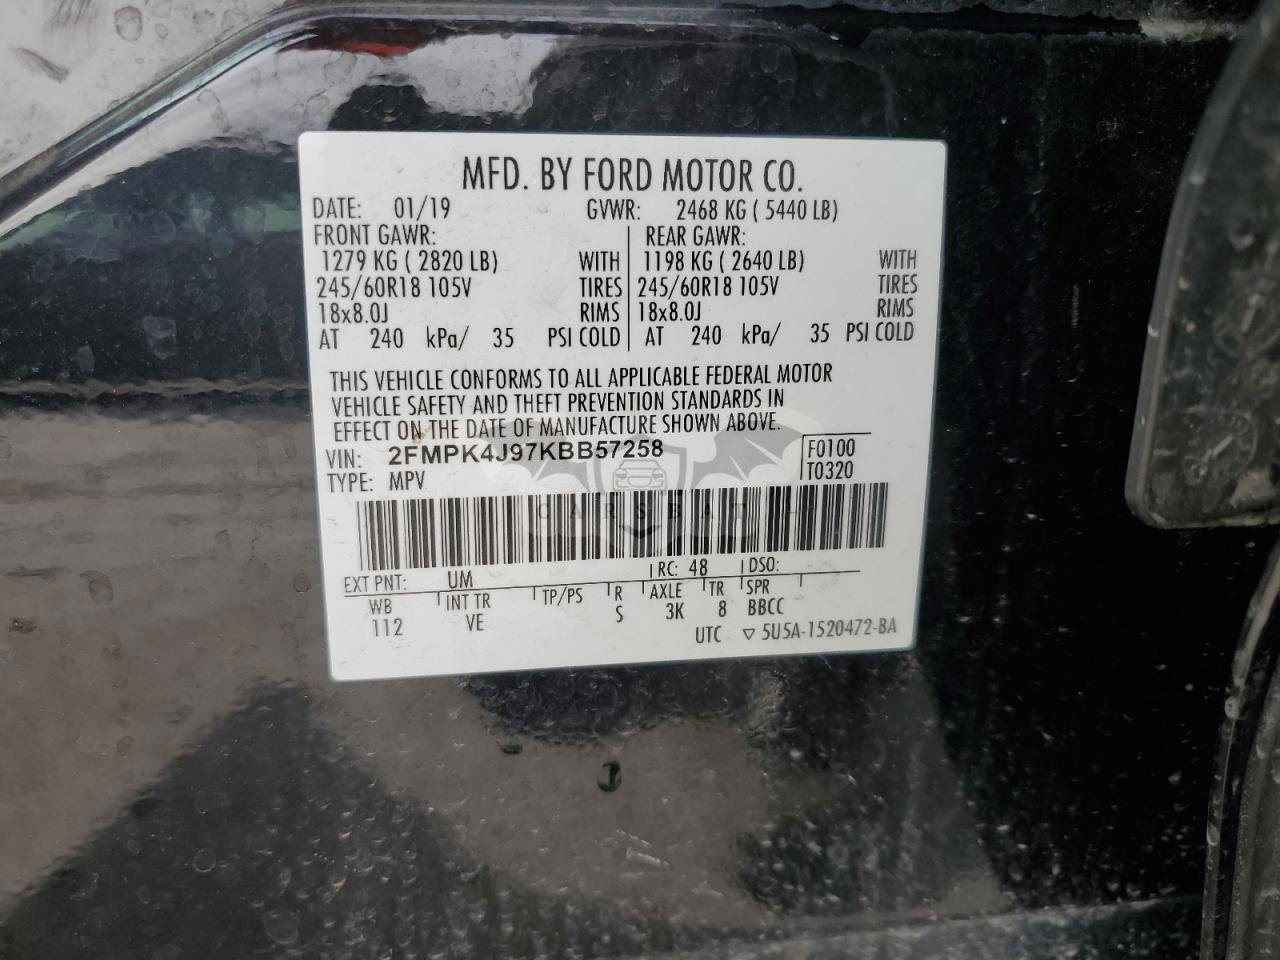 MFD. BY FORD MOTOR CO.
DATE: 01/19 GVWR: 2468 KG ( 5440 LB)
FRONT GAWR: REAR GAWR:
1279 KG ( 2820 LB) WITH 1198 KG ( 2640 LB) WITH
245/60R18 105V TIRES 245/60R18 105V TIRES
18x8.0J RIMS 18x8.0J RIMS
AT 240 kPa/ 35 PSI COLD AT 240 kPa/ 35 PSI COLD
THIS VEHICLE CONFORMS TO ALL APPLICABLE FEDERAL MOTOR
VEHICLE SAFETY AND THEFT PREVENTION STANDARDS IN
EFFECT ON THE DATE OF MANUFACTURE SHOWN ABOVE.
VIN: 2FMPK4J97KBB57258 F0100
TYPE: MPV T0320
CARSBAT
EXT PNT: UM RC: 48 DSO:
WB INT TR TP/PS R AXLE TR SPR
112 VE S 3K 8 BBCC
UTC ▽ 5U5A-1520472-BA